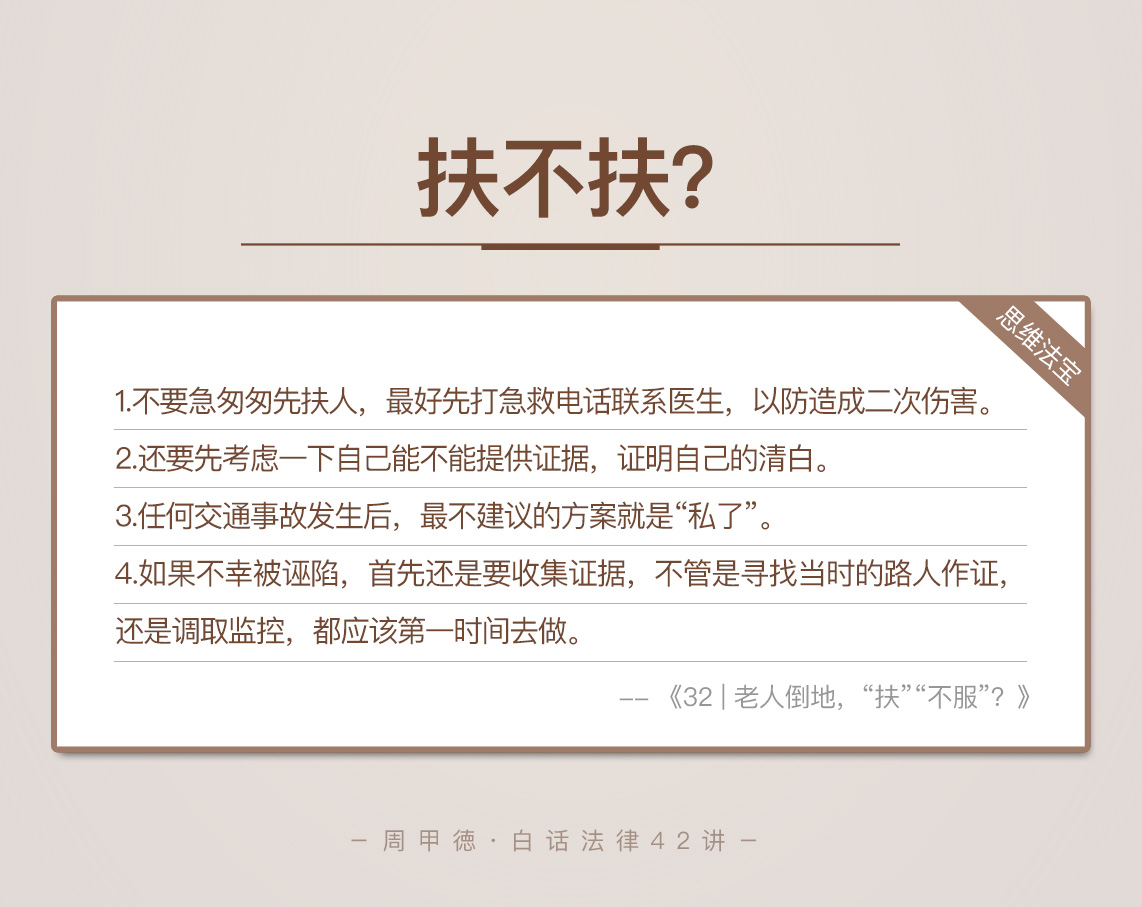 扶不扶？
思维法宝
1.不要急匆匆先扶人，最好先打急救电话联系医生，以防造成二次伤害。
2.还要先考虑一下自己能不能提供证据，证明自己的清白。
3.任何交通事故发生后，最不建议的方案就是“私了”。
4.如果不幸被诬陷，首先还是要收集证据，不管是寻找当时的路人作证，
还是调取监控，都应该第一时间去做。
-- 《32 | 老人倒地，“扶”“不服”？》
– 周甲徳·白话法律42讲 –